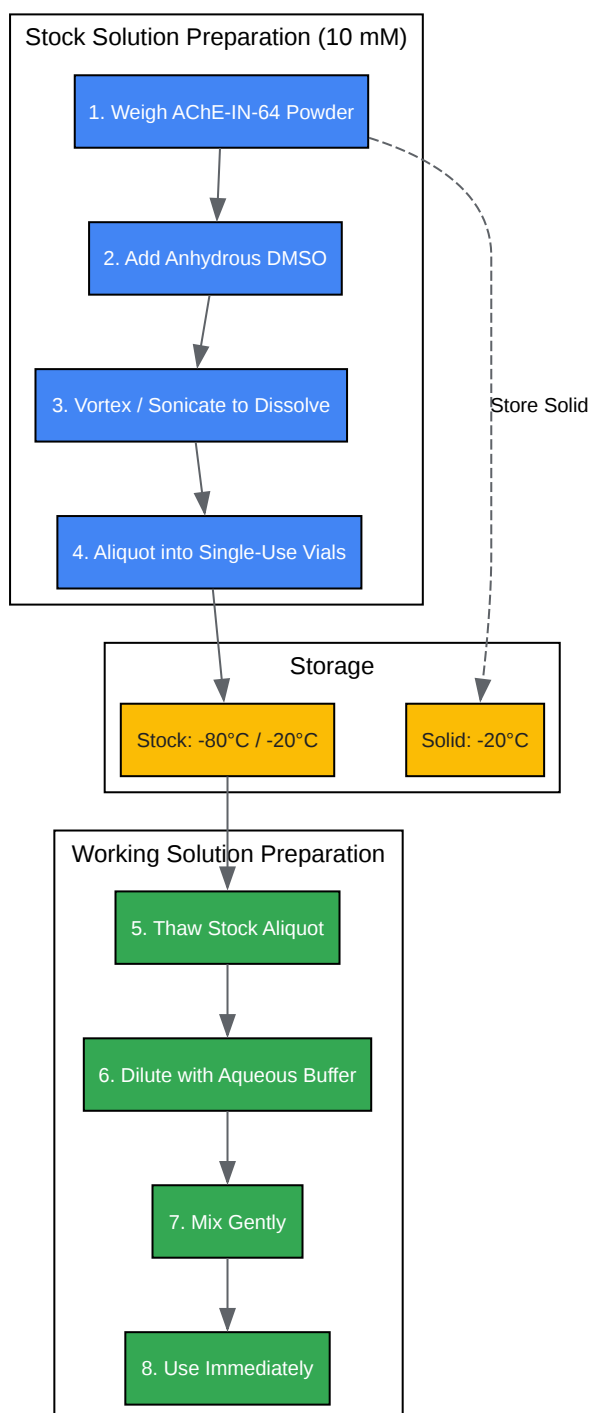 Stock Solution Preparation (10 mM)
1. Weigh AChE-IN-64 Powder
2. Add Anhydrous DMSO
3. Vortex / Sonicate to Dissolve
Store Solid
4. Aliquot into Single-Use Vials
Storage
Stock: -80°C / -20°C
Solid: -20°C
Working Solution Preparation
5. Thaw Stock Aliquot
6. Dilute with Aqueous Buffer
7. Mix Gently
8. Use Immediately